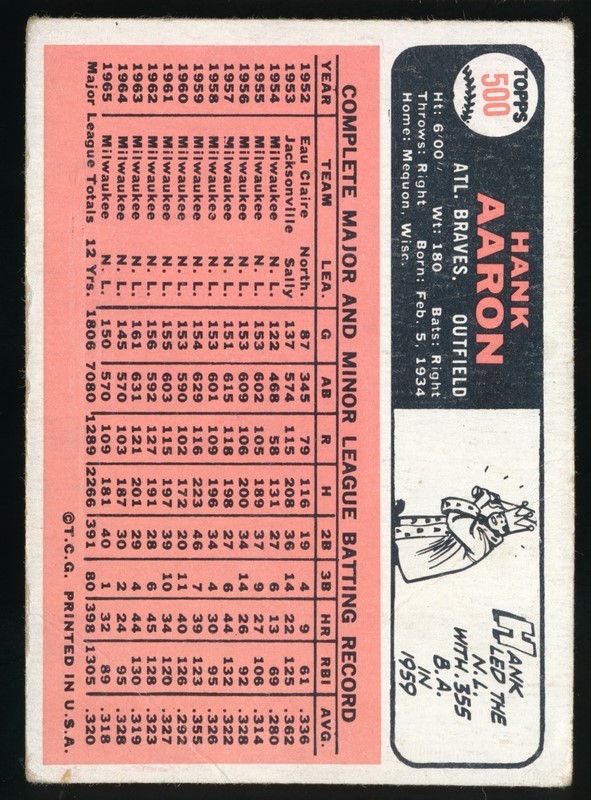 TOPPS
500
HANK
AARON
ATL. BRAVES. OUTFIELD
Ht: 6'00" Wt: 180 Bats: Right
Throws: Right Born: Feb. 5, 1934
Home: Mequon, Wisc.
HANK
LED THE
N.L.
WITH .355
B.A.
IN
1959
COMPLETE MAJOR AND MINOR LEAGUE BATTING RECORD
YEAR TEAM LEA. G AB R H 2B 3B HR RBI AVG.
1952 Eau Claire North. 87 345 79 116 19 4 9 61 .336
1953 Jacksonville Sally 137 574 115 208 36 14 22 125 .362
1954 Milwaukee N. L. 122 468 58 131 27 6 13 69 .280
1955 Milwaukee N. L. 153 602 105 189 37 9 27 106 .314
1956 Milwaukee N. L. 153 609 106 200 34 14 26 92 .328
1957 Milwaukee N. L. 151 615 118 198 27 6 44 132 .322
1958 Milwaukee N. L. 153 601 109 196 34 4 30 95 .326
1959 Milwaukee N. L. 154 629 116 223 46 7 39 123 .355
1960 Milwaukee N. L. 153 590 102 172 20 11 40 126 .292
1961 Milwaukee N. L. 155 603 115 197 39 10 34 120 .327
1962 Milwaukee N. L. 156 592 127 191 28 6 45 128 .323
1963 Milwaukee N. L. 161 631 121 201 29 4 44 130 .319
1964 Milwaukee N. L. 145 570 103 187 30 2 24 95 .328
1965 Milwaukee N. L. 150 570 109 181 40 1 32 89 .318
Major League Totals 12 Yrs. 1806 7080 1289 2266 391 80 398 1305 .320
©T.C.G. PRINTED IN U.S.A.